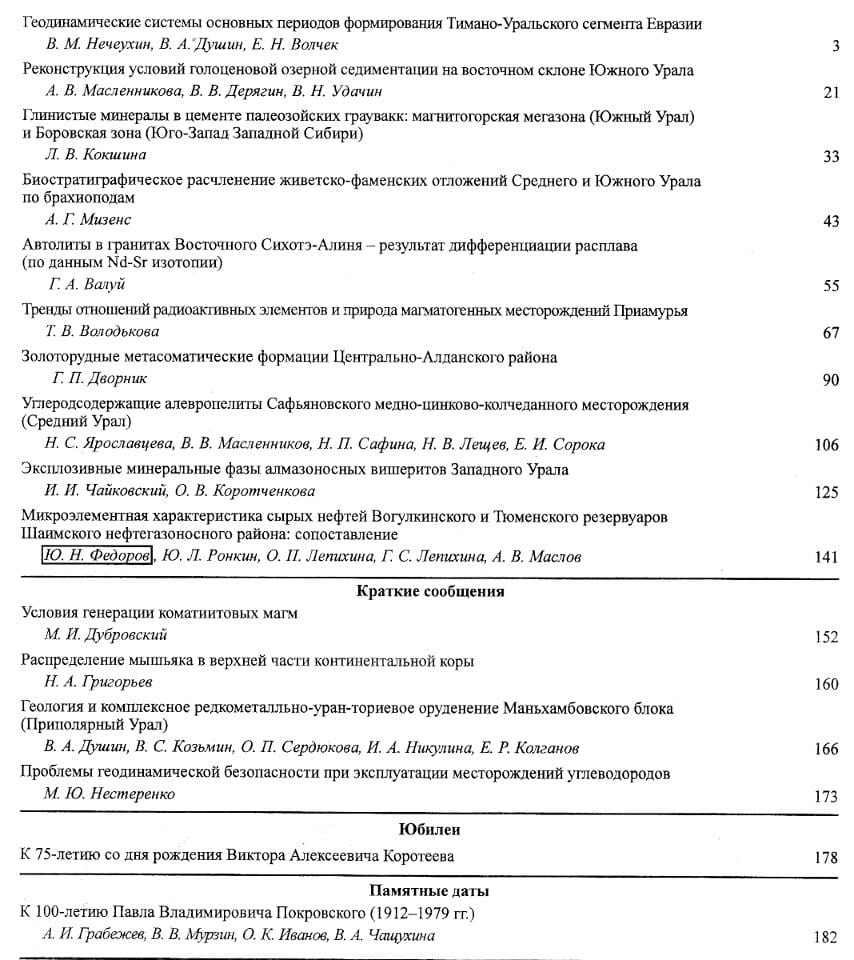 Геодинамические системы основных периодов формирования Тимано-Уральского сегмента Евразии
В. М. Нечеухин, В. А. Душин, Е. Н. Волчек 3
Реконструкция условий голоценовой озерной седиментации на восточном склоне Южного Урала
А. В. Масленникова, В. В. Дерягин, В. Н. Удачин 21
Глинистые минералы в цементе палеозойских граувакк: магнитогорская мегазона (Южный Урал)
и Боровская зона (Юго-Запад Западной Сибири)
Л. В. Кокшина 33
Биостратиграфическое расчленение живетско-фаменских отложений Среднего и Южного Урала
по брахиоподам
А. Г. Мизенс 43
Автолиты в гранитах Восточного Сихотэ-Алиня – результат дифференциации расплава
(по данным Nd-Sr изотопии)
Г. А. Валуй 55
Тренды отношений радиоактивных элементов и природа магматогенных месторождений Приамурья
Т. В. Володькова 67
Золоторудные метасоматические формации Центрально-Алданского района
Г. П. Дворник 90
Углеродсодержащие алевропелиты Сафьяновского медно-цинково-колчеданного месторождения
(Средний Урал)
Н. С. Ярославцева, В. В. Масленников, Н. П. Сафина, Н. В. Лещев, Е. И. Сорока 106
Эксплозивные минеральные фазы алмазоносных вишеритов Западного Урала
И. И. Чайковский, О. В. Коротченкова 125
Микроэлементная характеристика сырых нефтей Вогулкинского и Тюменского резервуаров
Шаимского нефтегазоносного района: сопоставление
Ю. Н. Федоров, Ю. Л. Ронкин, О. П. Лепихина, Г. С. Лепихина, А. В. Маслов 141
Краткие сообщения
Условия генерации коматиитовых магм
М. И. Дубровский 152
Распределение мышьяка в верхней части континентальной коры
Н. А. Григорьев 160
Геология и комплексное редкометалльно-уран-ториевое оруденение Маньхамбовского блока
(Приполярный Урал)
В. А. Душин, В. С. Козьмин, О. П. Сердюкова, И. А. Никулина, Е. Р. Колганов 166
Проблемы геодинамической безопасности при эксплуатации месторождений углеводородов
М. Ю. Нестеренко 173
Юбилеи
К 75-летию со дня рождения Виктора Алексеевича Коротеева 178
Памятные даты
К 100-летию Павла Владимировича Покровского (1912–1979 гг.)
А. И. Грабежев, В. В. Мурзин, О. К. Иванов, В. А. Чащухина 182